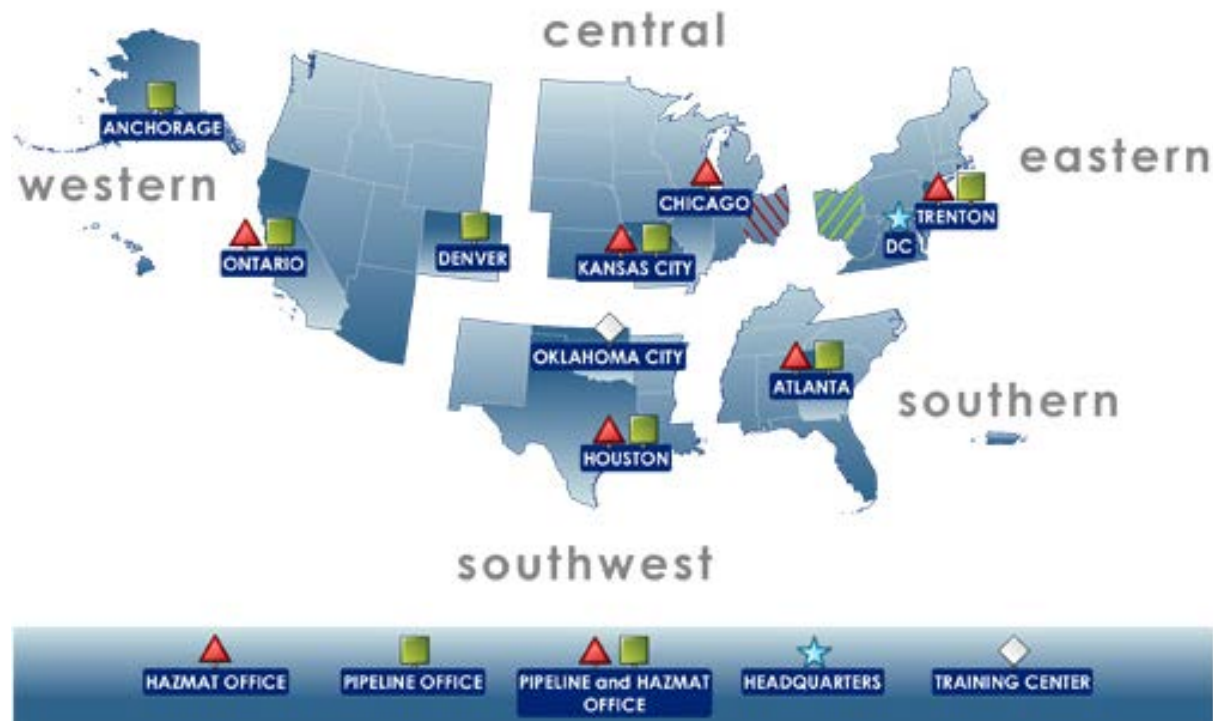 central
ANCHORAGE
eastern
western
CHICAGO
TRENTON
DC
ONTARIO
DENVER
KANSAS CITY
OKLAHOMA CITY
ATLANTA
southern
HOUSTON
southwest
HAZMAT OFFICE
PIPELINE OFFICE
PIPELINE and HAZMAT
OFFICE
HEADQUARTERS
TRAINING CENTER